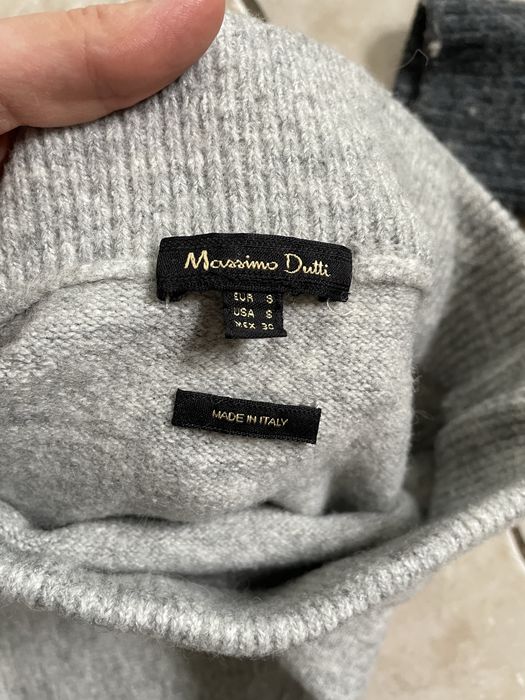 Massimo Dutti
EUR S
USA S
MEX 30
MADE IN ITALY